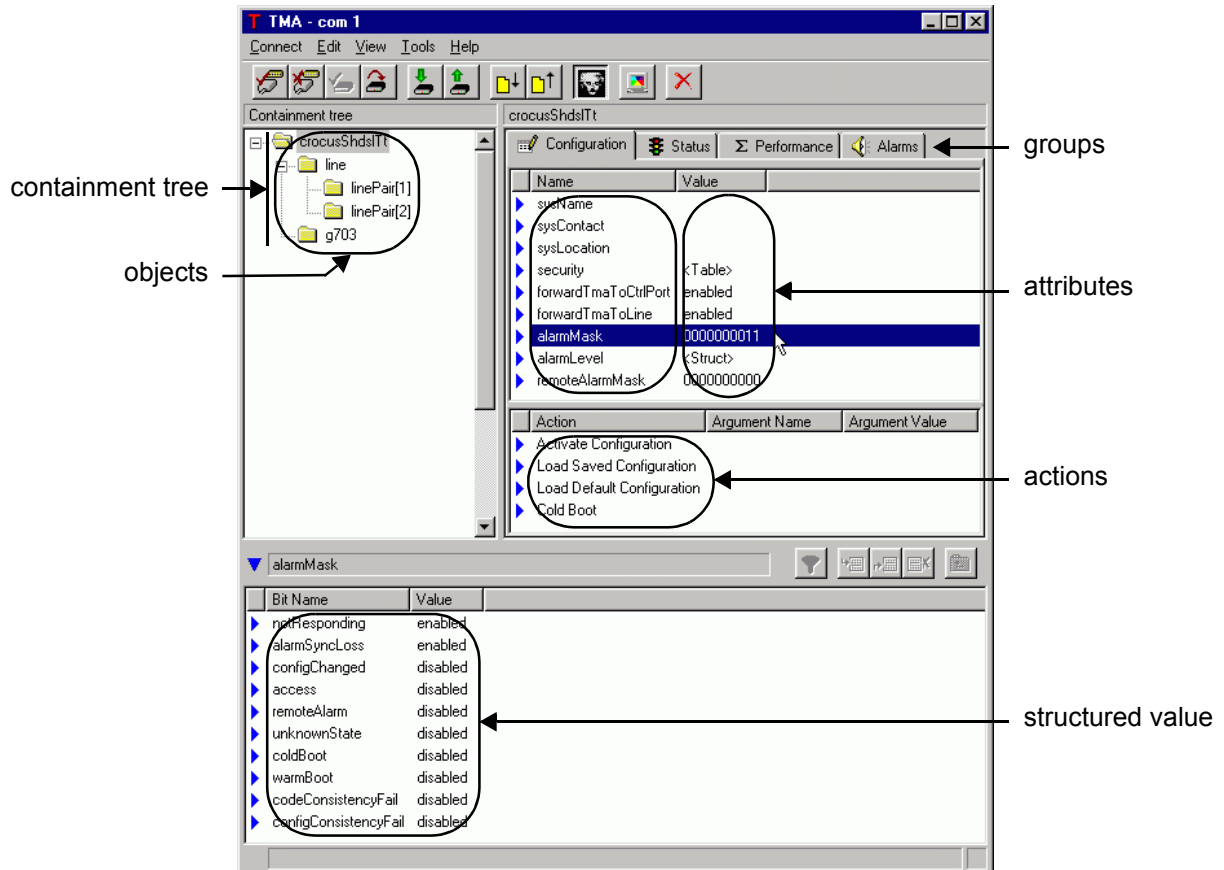 TMA - com 1
Connect Edit View Tools Help
Containment tree
crocusShdslTt
crocusShdslTt
line
linePair[1]
linePair[2]
g703
containment tree
objects
Configuration Status Σ Performance Alarms
groups
Name Value
sysName
sysContact
sysLocation
security <Table>
forwardTmaToCtrlPort enabled
forwardTmaToLine enabled
alarmMask 0000000011
alarmLevel <Struct>
remoteAlarmMask 0000000000
attributes
Action Argument Name Argument Value
Activate Configuration
Load Saved Configuration
Load Default Configuration
Cold Boot
actions
alarmMask
Bit Name Value
notResponding enabled
alarmSyncLoss enabled
configChanged disabled
access disabled
remoteAlarm disabled
unknownState disabled
coldBoot disabled
warmBoot disabled
codeConsistencyFail disabled
configConsistencyFail disabled
structured value